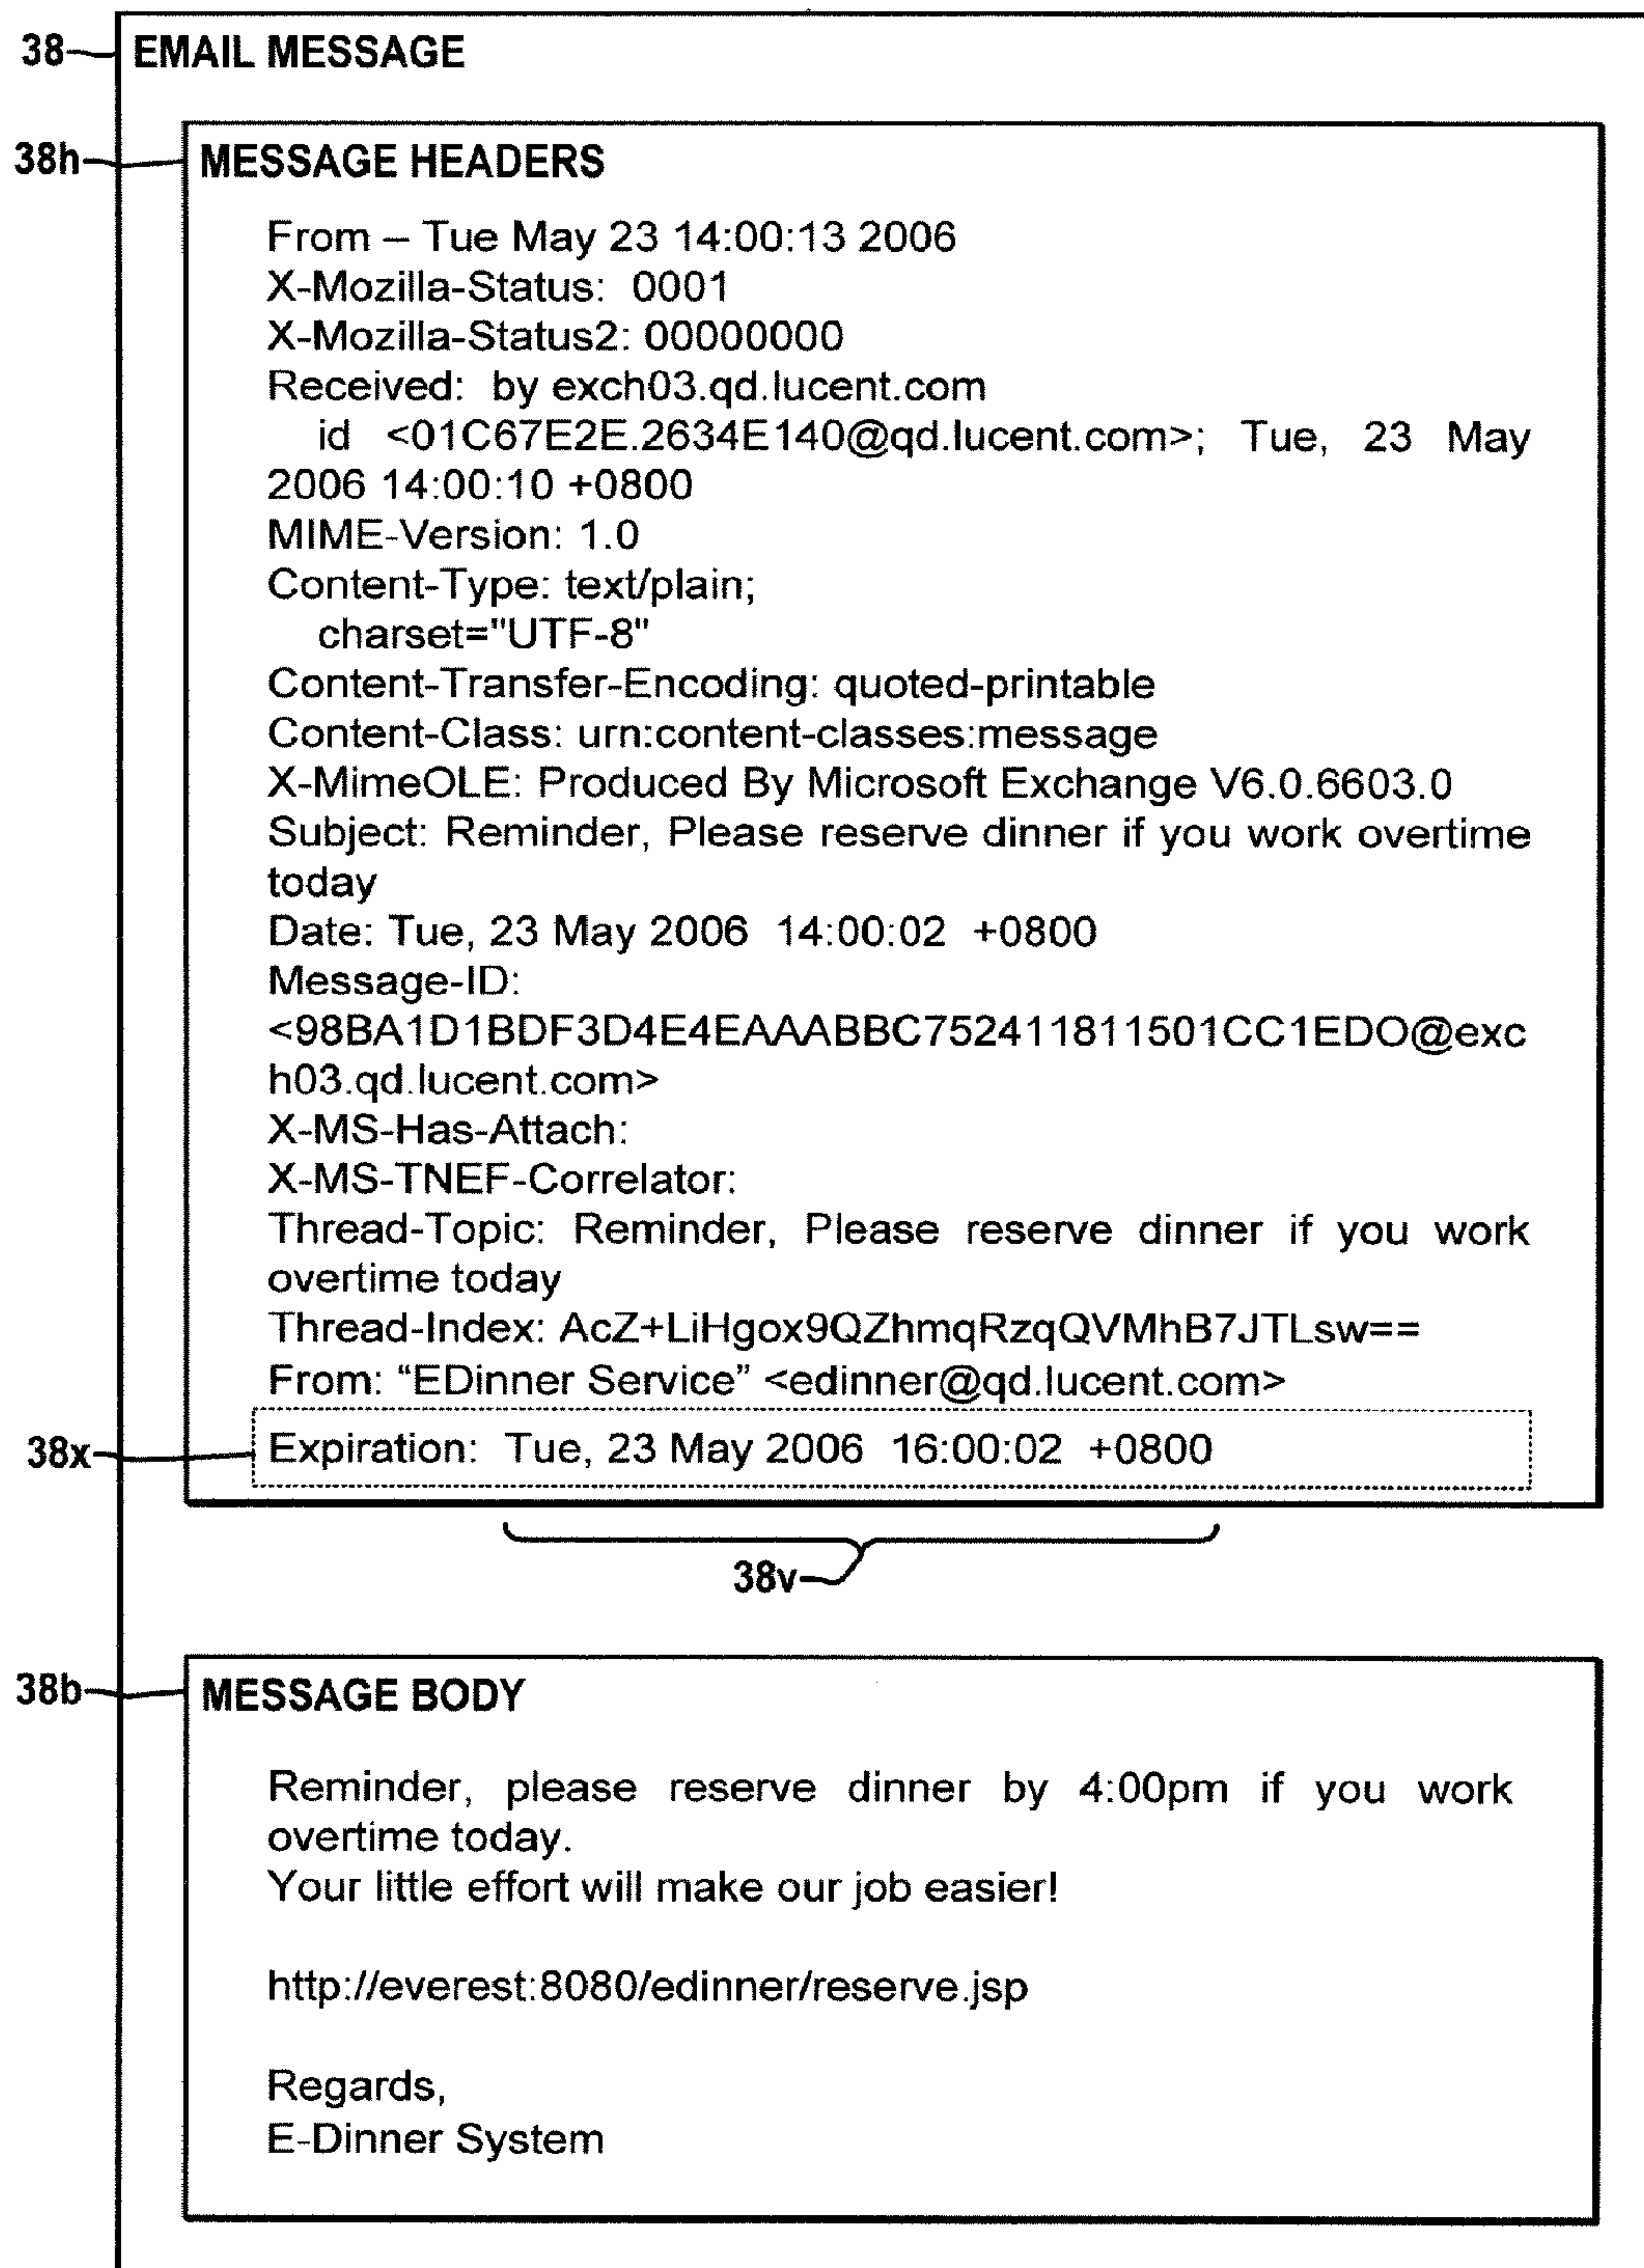 38 EMAIL MESSAGE
38h MESSAGE HEADERS
From – Tue May 23 14:00:13 2006
X-Mozilla-Status: 0001
X-Mozilla-Status2: 00000000
Received: by exch03.qd.lucent.com
id <01C67E2E.2634E140@qd.lucent.com>; Tue, 23 May
2006 14:00:10 +0800
MIME-Version: 1.0
Content-Type: text/plain;
charset="UTF-8"
Content-Transfer-Encoding: quoted-printable
Content-Class: urn:content-classes:message
X-MimeOLE: Produced By Microsoft Exchange V6.0.6603.0
Subject: Reminder, Please reserve dinner if you work overtime
today
Date: Tue, 23 May 2006 14:00:02 +0800
Message-ID:
<98BA1D1BDF3D4E4EAAABBC752411811501CC1EDO@exc
h03.qd.lucent.com>
X-MS-Has-Attach:
X-MS-TNEF-Correlator:
Thread-Topic: Reminder, Please reserve dinner if you work
overtime today
Thread-Index: AcZ+LiHgox9QZhmqRzqQVMhB7JTLsw==
From: “EDinner Service” <edinner@qd.lucent.com>
38x Expiration: Tue, 23 May 2006 16:00:02 +0800
38v
38b MESSAGE BODY
Reminder, please reserve dinner by 4:00pm if you work
overtime today.
Your little effort will make our job easier!
http://everest:8080/edinner/reserve.jsp
Regards,
E-Dinner System